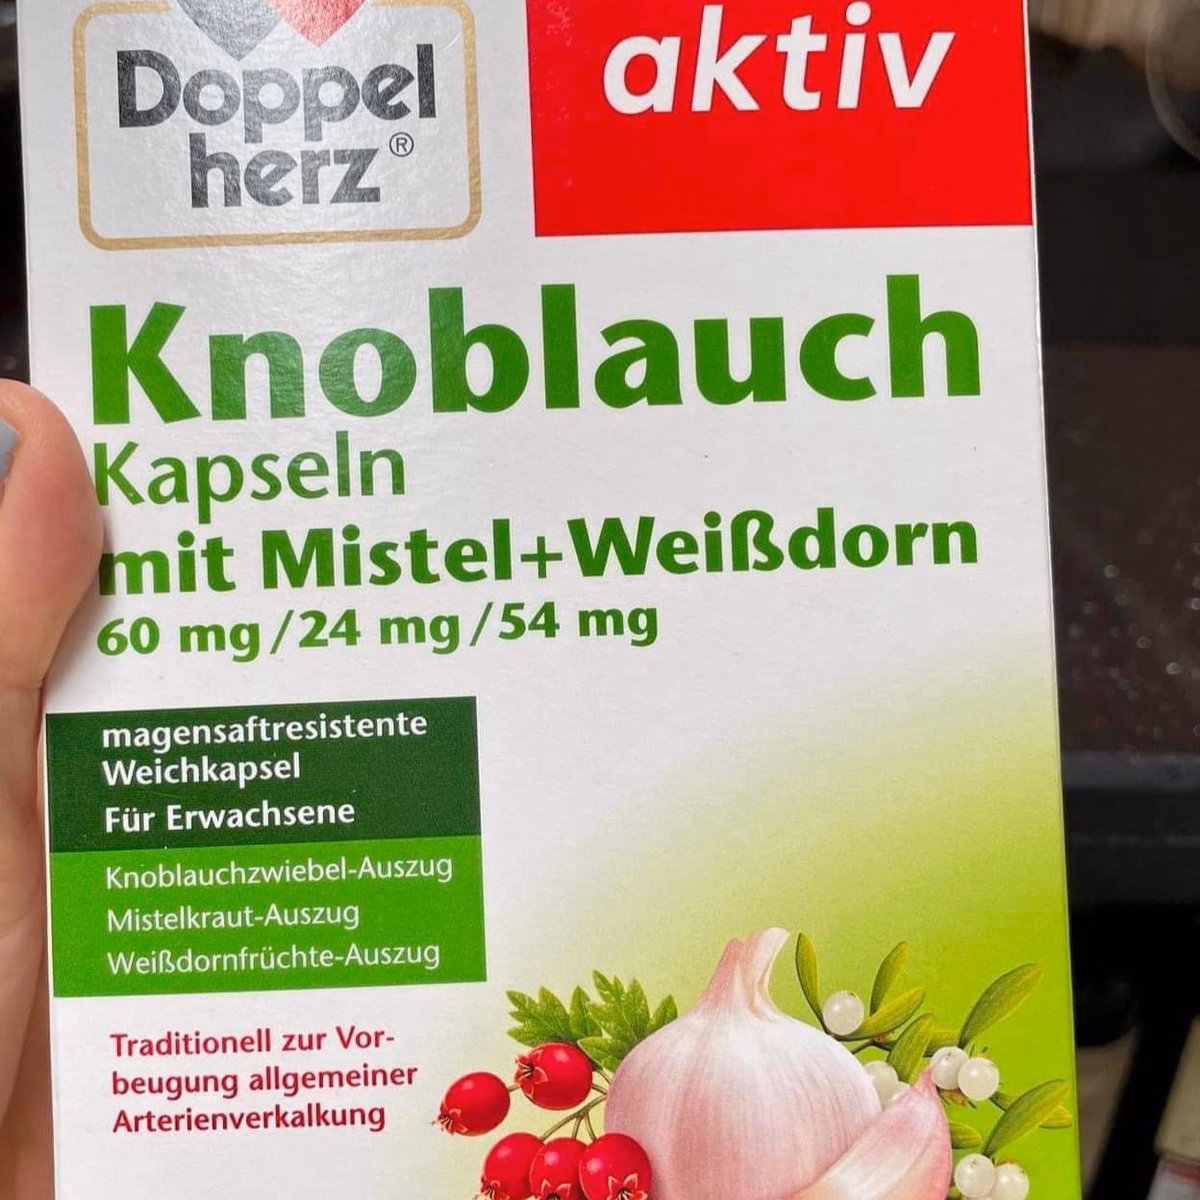 Doppel
herz®
aktiv
Knoblauch
Kapseln
mit Mistel+Weißdorn
60 mg/24 mg/54 mg
magensaftresistente
Weichkapsel
Für Erwachsene
Knoblauchzwiebel-Auszug
Mistelkraut-Auszug
Weißdornfrüchte-Auszug
Traditionell zur Vor-
beugung allgemeiner
Arterienverkalkung